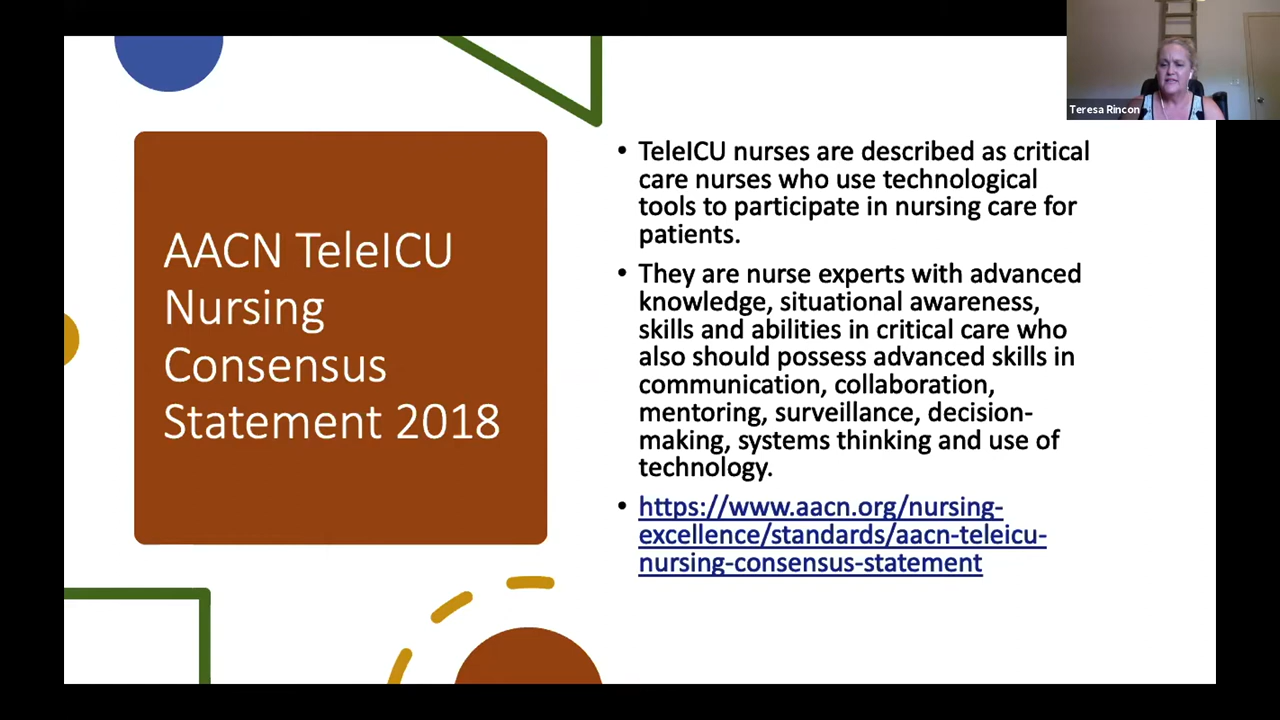 Teresa Rincon
AACN TeleICU
Nursing
Consensus
Statement 2018
• TeleICU nurses are described as critical
care nurses who use technological
tools to participate in nursing care for
patients.
• They are nurse experts with advanced
knowledge, situational awareness,
skills and abilities in critical care who
also should possess advanced skills in
communication, collaboration,
mentoring, surveillance, decision-
making, systems thinking and use of
technology.
• https://www.aacn.org/nursing-
excellence/standards/aacn-teleicu-
nursing-consensus-statement